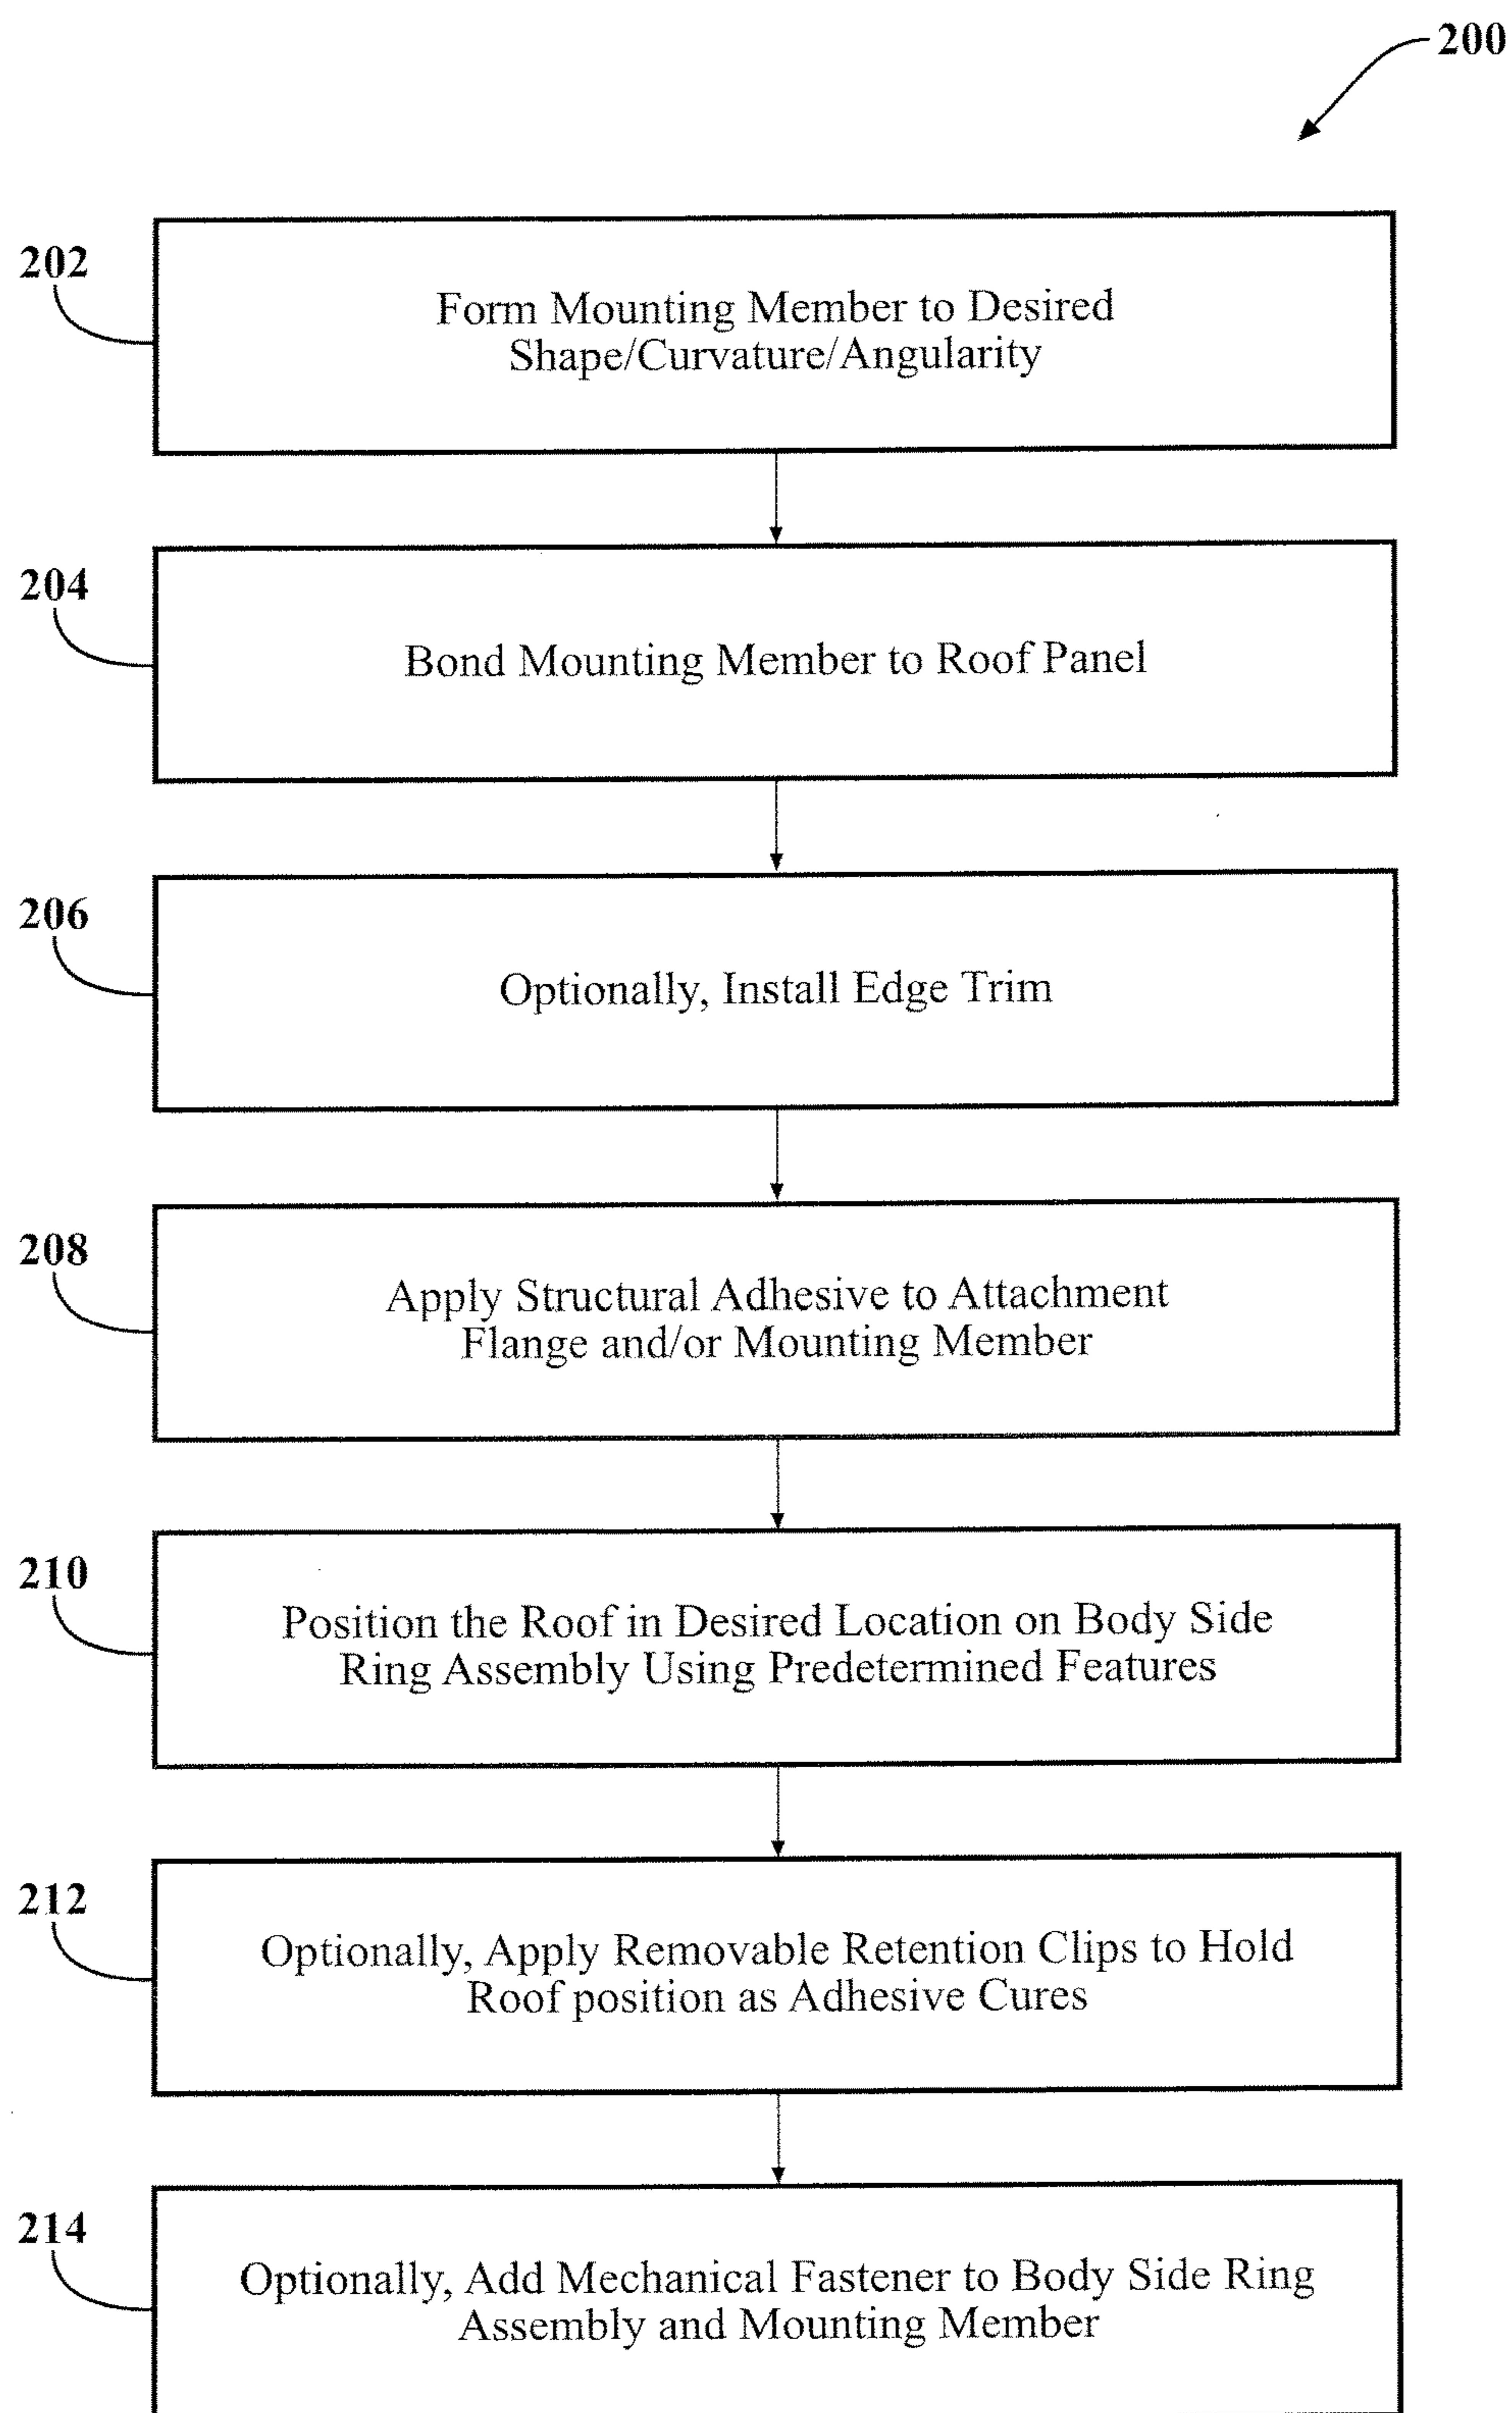 200
202
Form Mounting Member to Desired
Shape/Curvature/Angularity
204
Bond Mounting Member to Roof Panel
206
Optionally, Install Edge Trim
208
Apply Structural Adhesive to Attachment
Flange and/or Mounting Member
210
Position the Roof in Desired Location on Body Side
Ring Assembly Using Predetermined Features
212
Optionally, Apply Removable Retention Clips to Hold
Roof position as Adhesive Cures
214
Optionally, Add Mechanical Fastener to Body Side Ring
Assembly and Mounting Member